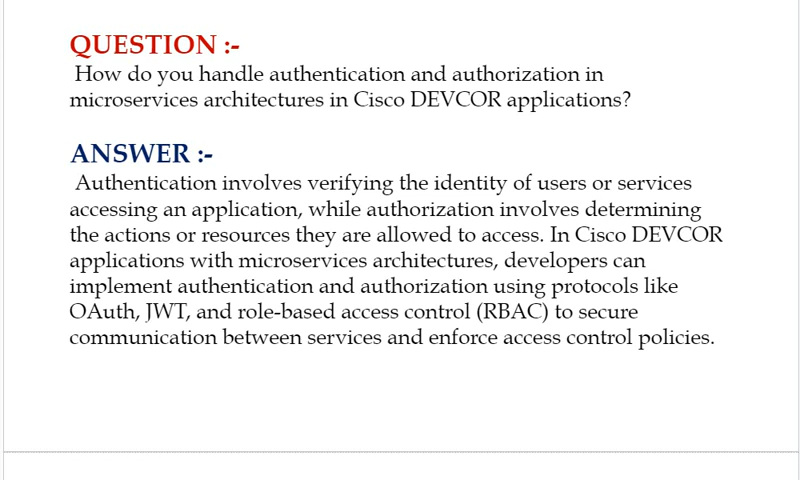 QUESTION :-
How do you handle authentication and authorization in
microservices architectures in Cisco DEVCOR applications?
ANSWER :-
Authentication involves verifying the identity of users or services
accessing an application, while authorization involves determining
the actions or resources they are allowed to access. In Cisco DEVCOR
applications with microservices architectures, developers can
implement authentication and authorization using protocols like
OAuth, JWT, and role-based access control (RBAC) to secure
communication between services and enforce access control policies.